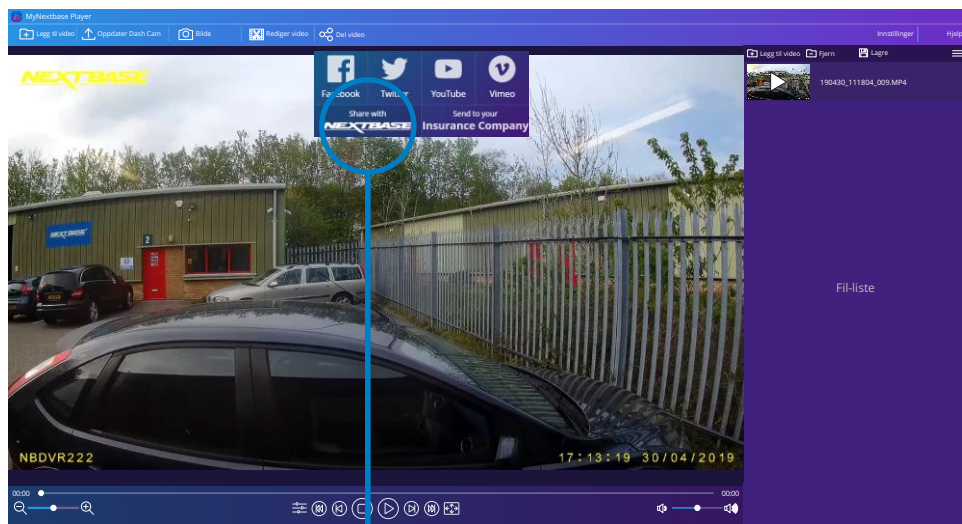 MyNextbase Player
Legg til video Oppdater Dash Cam Bilde Rediger video Del video Innstillinger Hjelp
Legg til video Fjern Lagre
190430_111804_009.MP4
NEXTBASE
Facebook Twitter YouTube Vimeo
Share with
NEXTBASE
Send to your
Insurance Company
NEXTBASE
2
Fil-liste
NBDVR222 17:13:19 30/04/2019
00:00 00:00